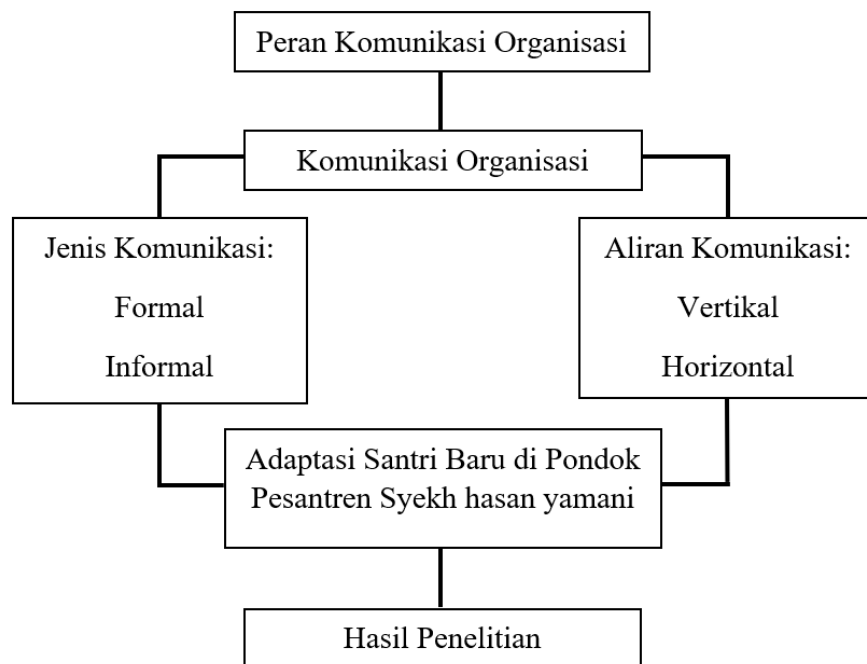 Peran Komunikasi Organisasi
Komunikasi Organisasi
Jenis Komunikasi:
Formal
Informal
Aliran Komunikasi:
Vertikal
Horizontal
Adaptasi Santri Baru di Pondok
Pesantren Syekh hasan yamani
Hasil Penelitian